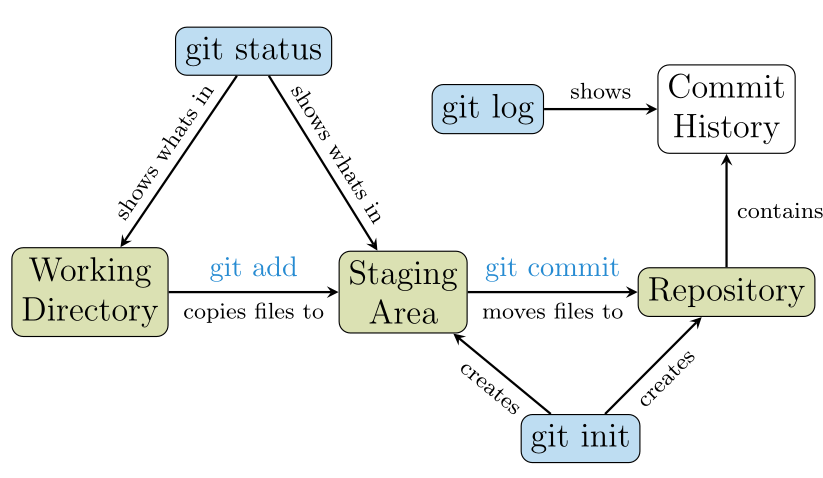 git status
shows whats in
shows whats in
git log
shows
Commit
History
contains
Working
Directory
git add
copies files to
Staging
Area
git commit
moves files to
Repository
creates
creates
git init